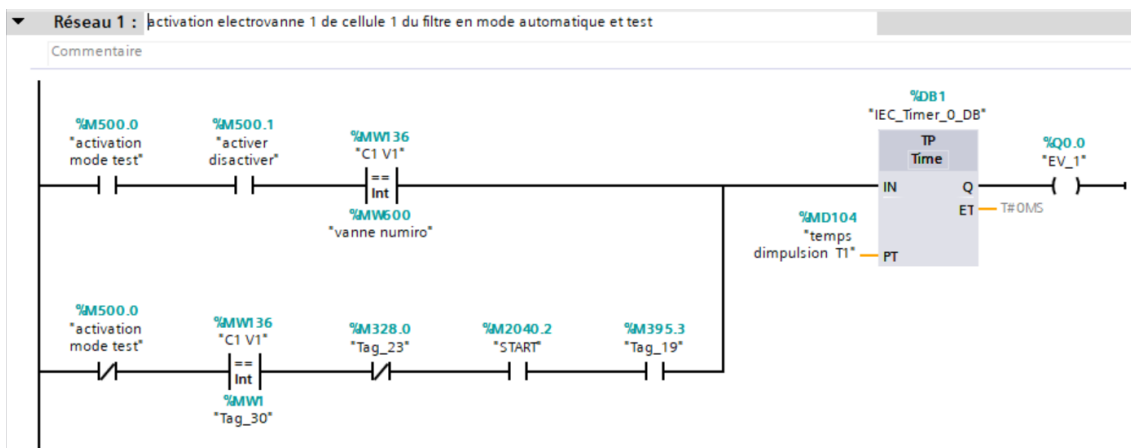 Réseau 1 : activation electrovanne 1 de cellule 1 du filtre en mode automatique et test
Commentaire
%DB1
"IEC_Timer_0_DB"
%M500.0
"activation
mode test"
%M500.1
"activer
disactiver"
%MW136
"C1 V1"
==
Int
%MW600
"vanne numiro"
TP
Time
IN
Q
ET
PT
%Q0.0
"EV_1"
T#0MS
%MD104
"temps
dimpulsion T1"
%M500.0
"activation
mode test"
%MW136
"C1 V1"
==
Int
%MW1
"Tag_30"
%M328.0
"Tag_23"
%M2040.2
"START"
%M395.3
"Tag_19"